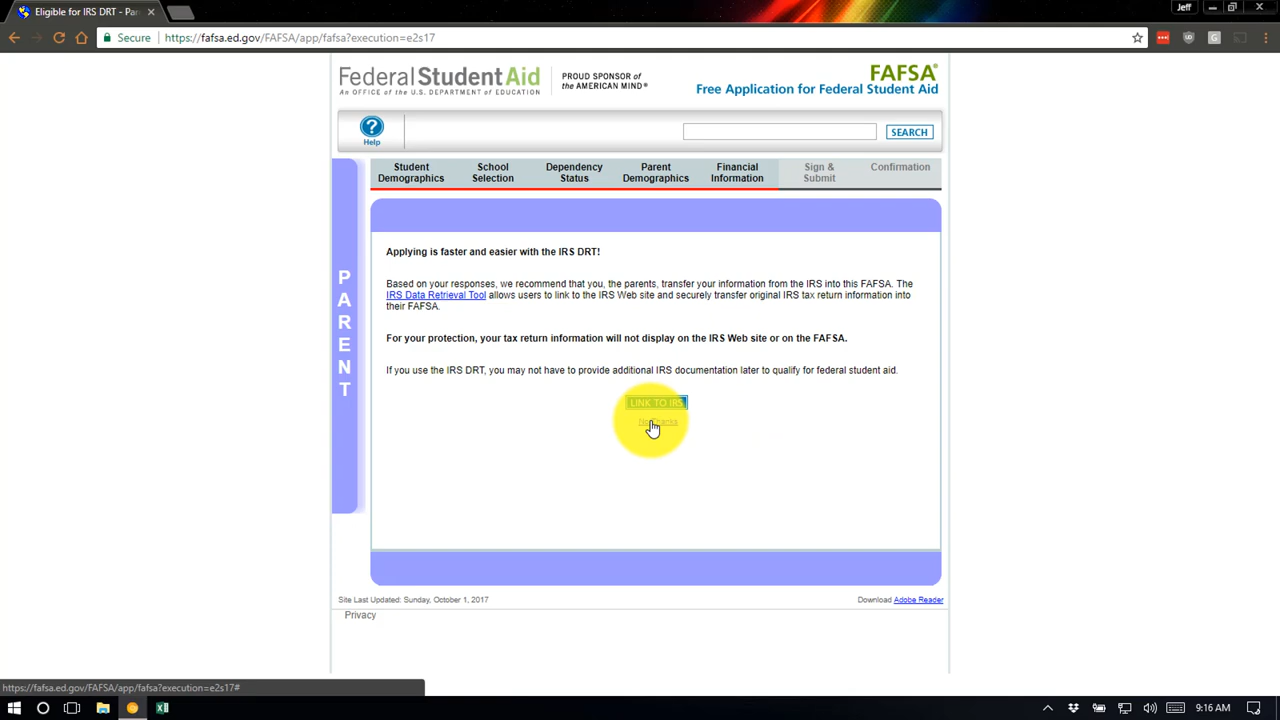 Eligible for IRS DRT - Par
Jeff
Secure
https://fafsa.ed.gov/FAFSA/app/fafsa?execution=e2s17
Federal StudentAid
An OFFICE of the U.S. DEPARTMENT of EDUCATION
PROUD SPONSOR of
the AMERICAN MIND®
FAFSA®
Free Application for Federal Student Aid
Help
SEARCH
Student
Demographics
School
Selection
Dependency
Status
Parent
Demographics
Financial
Information
Sign &
Submit
Confirmation
PARENT
Applying is faster and easier with the IRS DRT!
Based on your responses, we recommend that you, the parents, transfer your information from the IRS into this FAFSA. The
IRS Data Retrieval Tool allows users to link to the IRS Web site and securely transfer original IRS tax return information into
their FAFSA.
For your protection, your tax return information will not display on the IRS Web site or on the FAFSA.
If you use the IRS DRT, you may not have to provide additional IRS documentation later to qualify for federal student aid.
LINK TO IRS
No Thanks
Site Last Updated: Sunday, October 1, 2017
Download Adobe Reader
Privacy
https://fafsa.ed.gov/FAFSA/app/fafsa?execution=e2s17#
9:16 AM